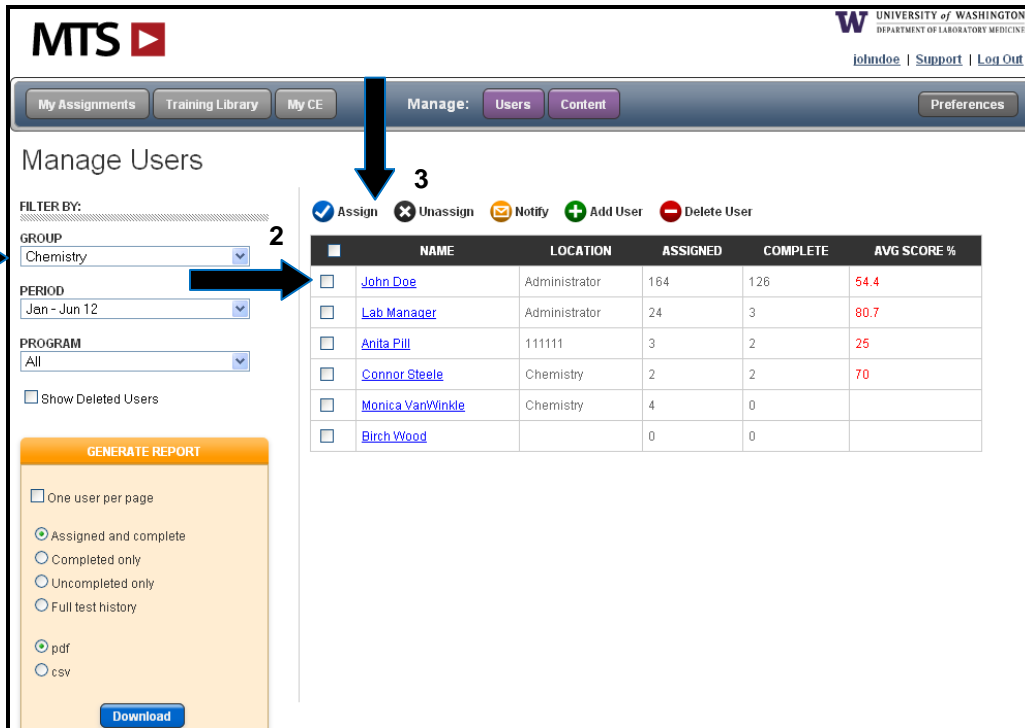 MTS
W UNIVERSITY of WASHINGTON
DEPARTMENT OF LABORATORY MEDICINE
johndoe | Support | Log Out
My Assignments Training Library My CE Manage: Users Content Preferences
Manage Users
3
FILTER BY:
Assign Unassign Notify Add User Delete User
GROUP
2
Chemistry
PERIOD
Jan - Jun 12
PROGRAM
All
Show Deleted Users
NAME LOCATION ASSIGNED COMPLETE AVG SCORE %
John Doe Administrator 164 126 54.4
Lab Manager Administrator 24 3 80.7
Anita Pill 111111 3 2 25
Connor Steele Chemistry 2 2 70
Monica VanWinkle Chemistry 4 0
Birch Wood 0 0
GENERATE REPORT
One user per page
Assigned and complete
Completed only
Uncompleted only
Full test history
pdf
csv
Download